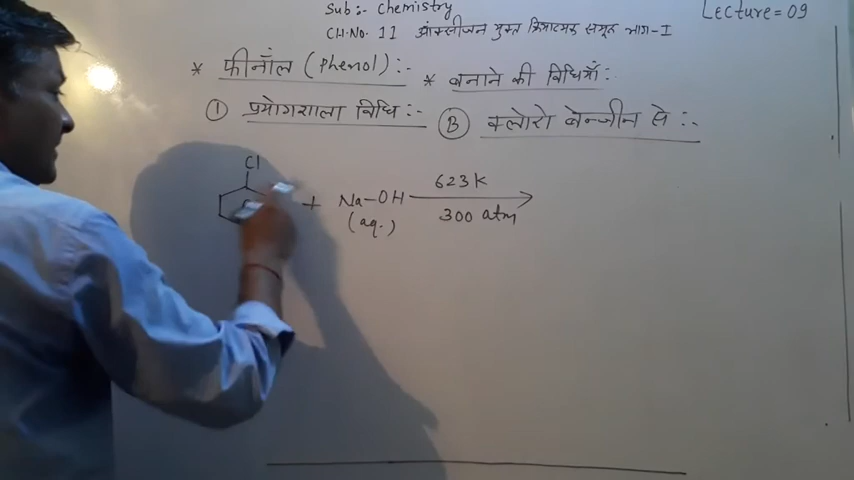 Sub:- Chemistry
Lecture = 09
CH.NO. 11 ऑक्सीजन युक्त क्रियात्मक समूह भाग-I
* फीनॉल (Phenol):-
* बनाने की विधियाँ:-
① प्रयोगशाला विधि:-
Ⓑ क्लोरो बेन्जीन से:-
Cl
+ Na-OH
(aq.)
623K
300 atm